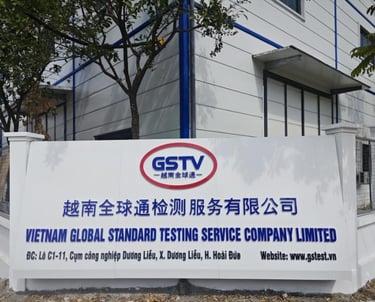 GSTV
越南全球通
越南全球通检测服务有限公司
VIETNAM GLOBAL STANDARD TESTING SERVICE COMPANY LIMITED
ĐC: Lô C1-11, Cụm công nghiệp Dương Liễu, X. Dương Liễu, H. Hoài Đức Website: www.gstest.vn